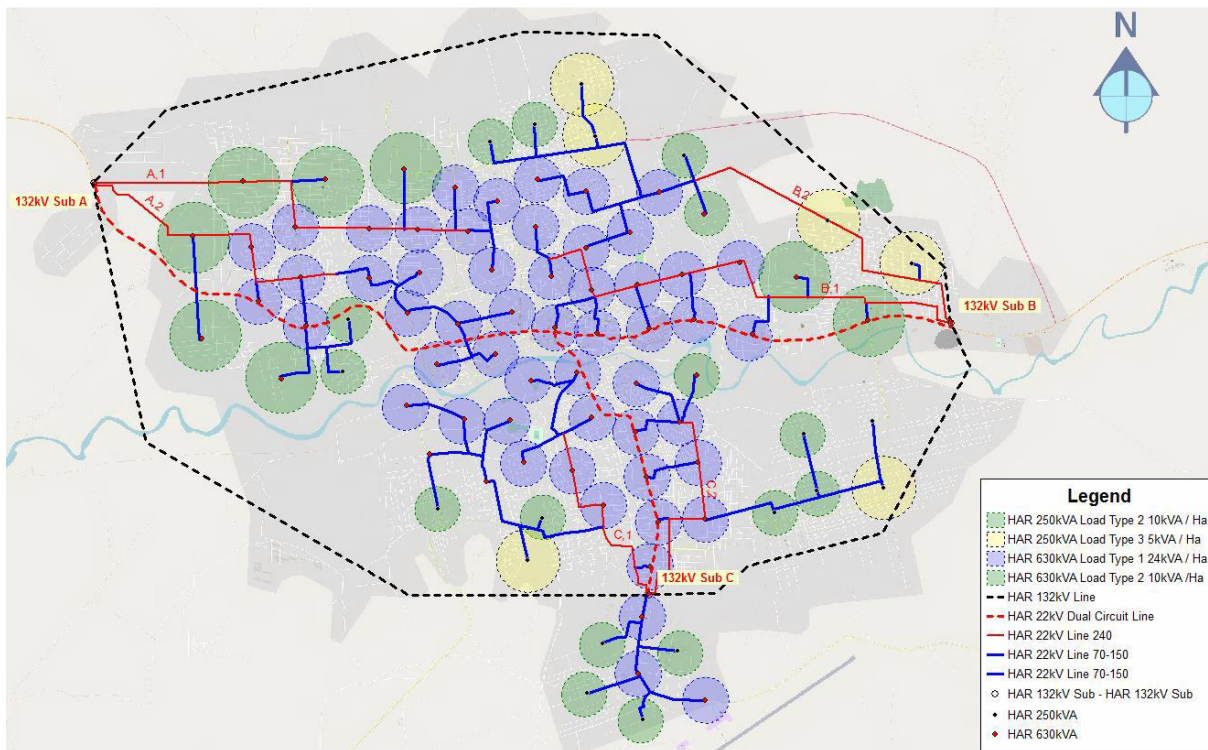 N
A,1
132kV Sub A
A,2
B,2
B,1
132kV Sub B
C,2
C,1
132kV Sub C
Legend
HAR 250kVA Load Type 2 10kVA / Ha
HAR 250kVA Load Type 3 5kVA / Ha
HAR 630kVA Load Type 1 24kVA / Ha
HAR 630kVA Load Type 2 10kVA /Ha
HAR 132kV Line
HAR 22kV Dual Circuit Line
HAR 22kV Line 240
HAR 22kV Line 70-150
HAR 22kV Line 70-150
HAR 132kV Sub - HAR 132kV Sub
HAR 250kVA
HAR 630kVA